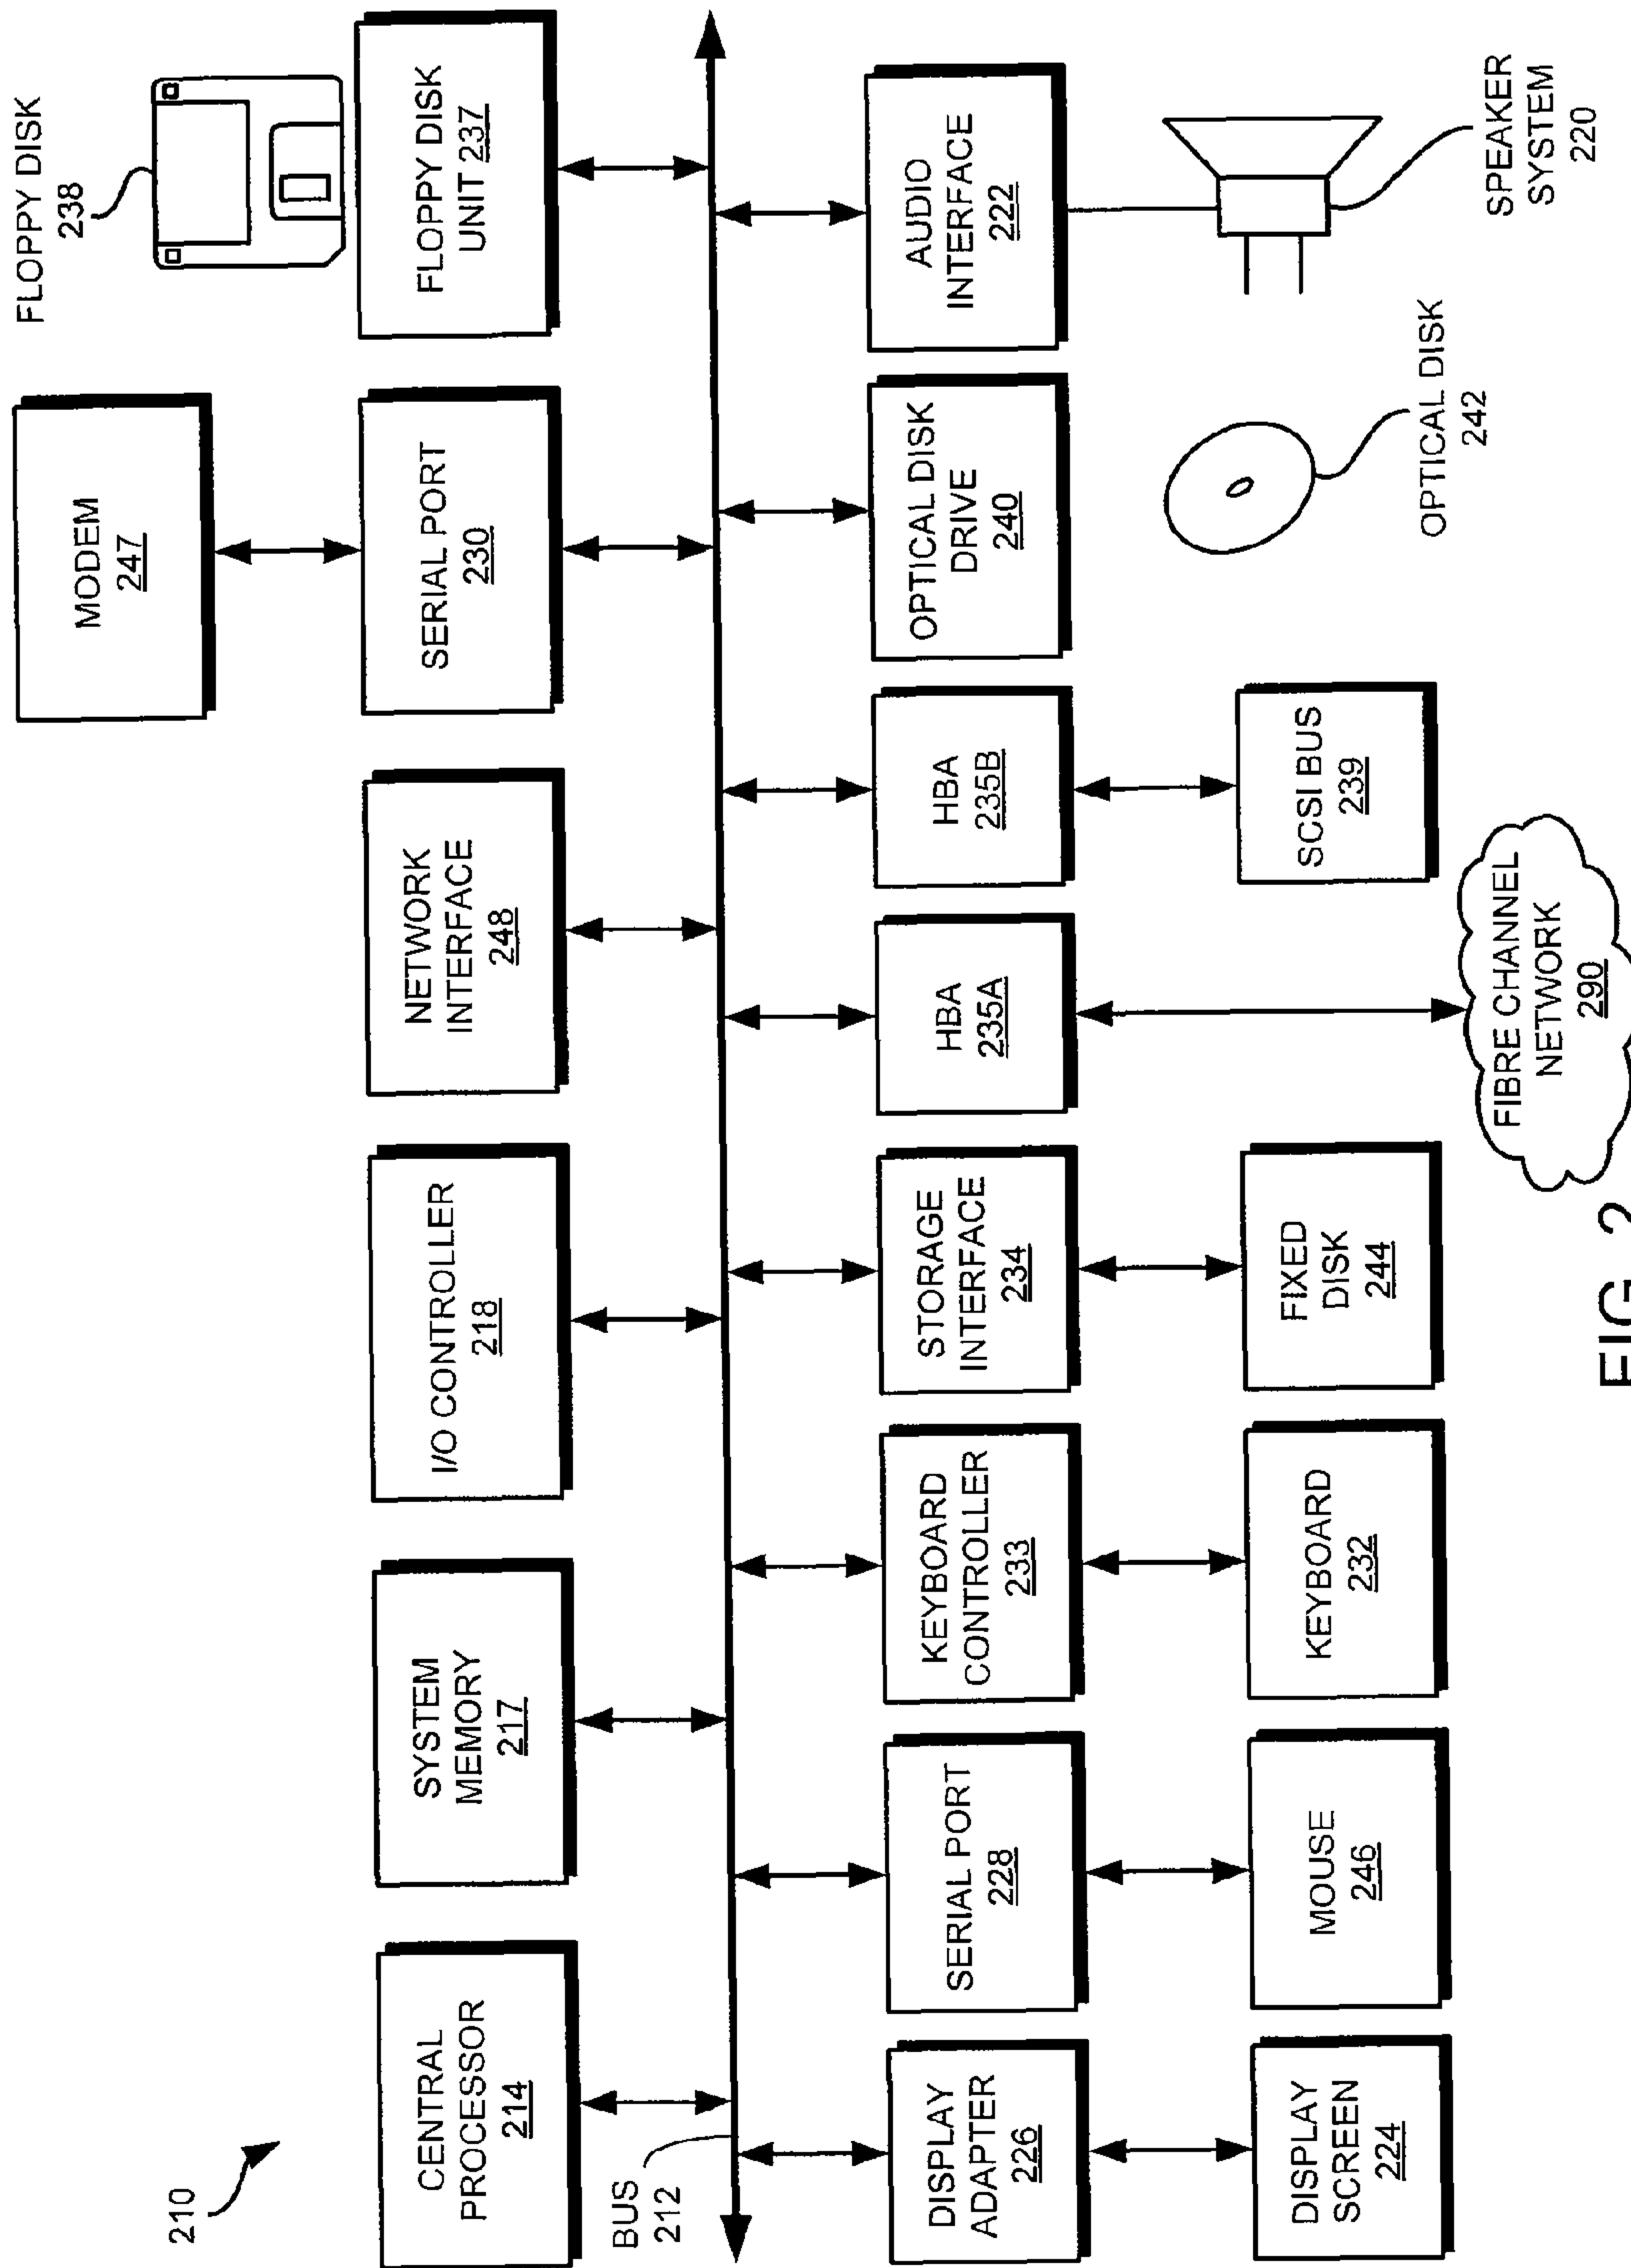 210
FLOPPY DISK
238
MODEM
247
CENTRAL
PROCESSOR
214
SYSTEM
MEMORY
217
I/O CONTROLLER
218
NETWORK
INTERFACE
248
SERIAL PORT
230
FLOPPY DISK
UNIT 237
BUS
212
DISPLAY
ADAPTER
226
SERIAL PORT
228
KEYBOARD
CONTROLLER
233
STORAGE
INTERFACE
234
HBA
235A
HBA
235B
OPTICAL DISK
DRIVE
240
AUDIO
INTERFACE
222
DISPLAY
SCREEN
224
MOUSE
246
KEYBOARD
232
FIXED
DISK
244
SCSI BUS
239
OPTICAL DISK
242
SPEAKER
SYSTEM
220
FIBRE CHANNEL
NETWORK
290
FIG. 2